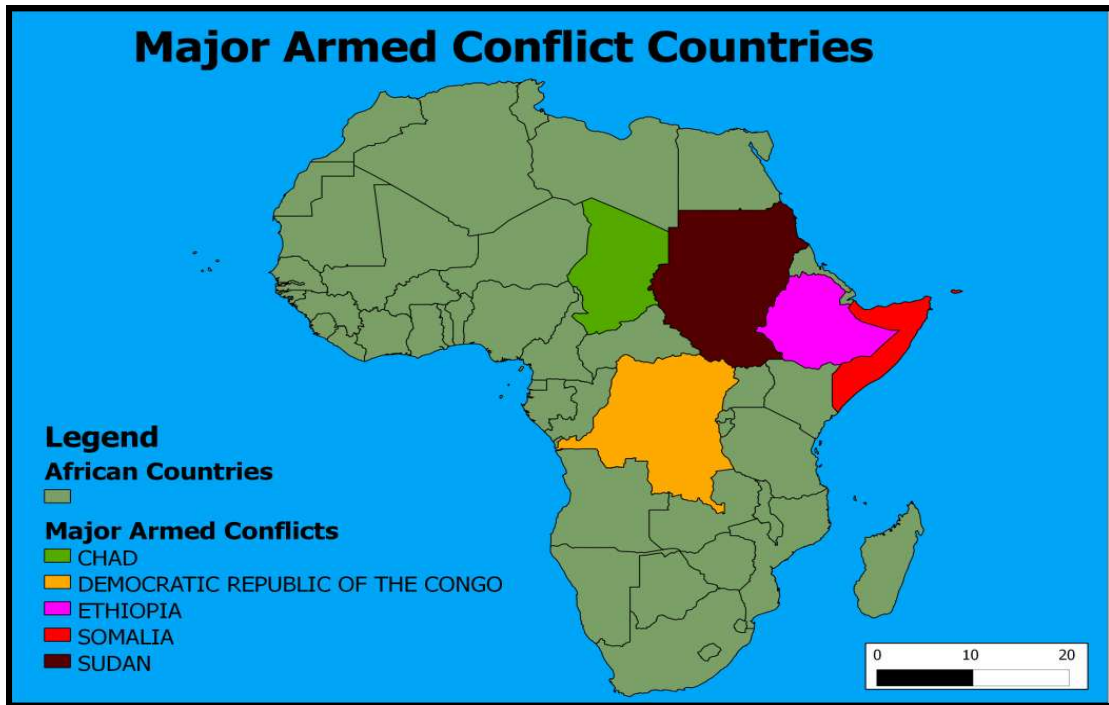 Major Armed Conflict Countries
Legend
African Countries
Major Armed Conflicts
CHAD
DEMOCRATIC REPUBLIC OF THE CONGO
ETHIOPIA
SOMALIA
SUDAN
0 10 20